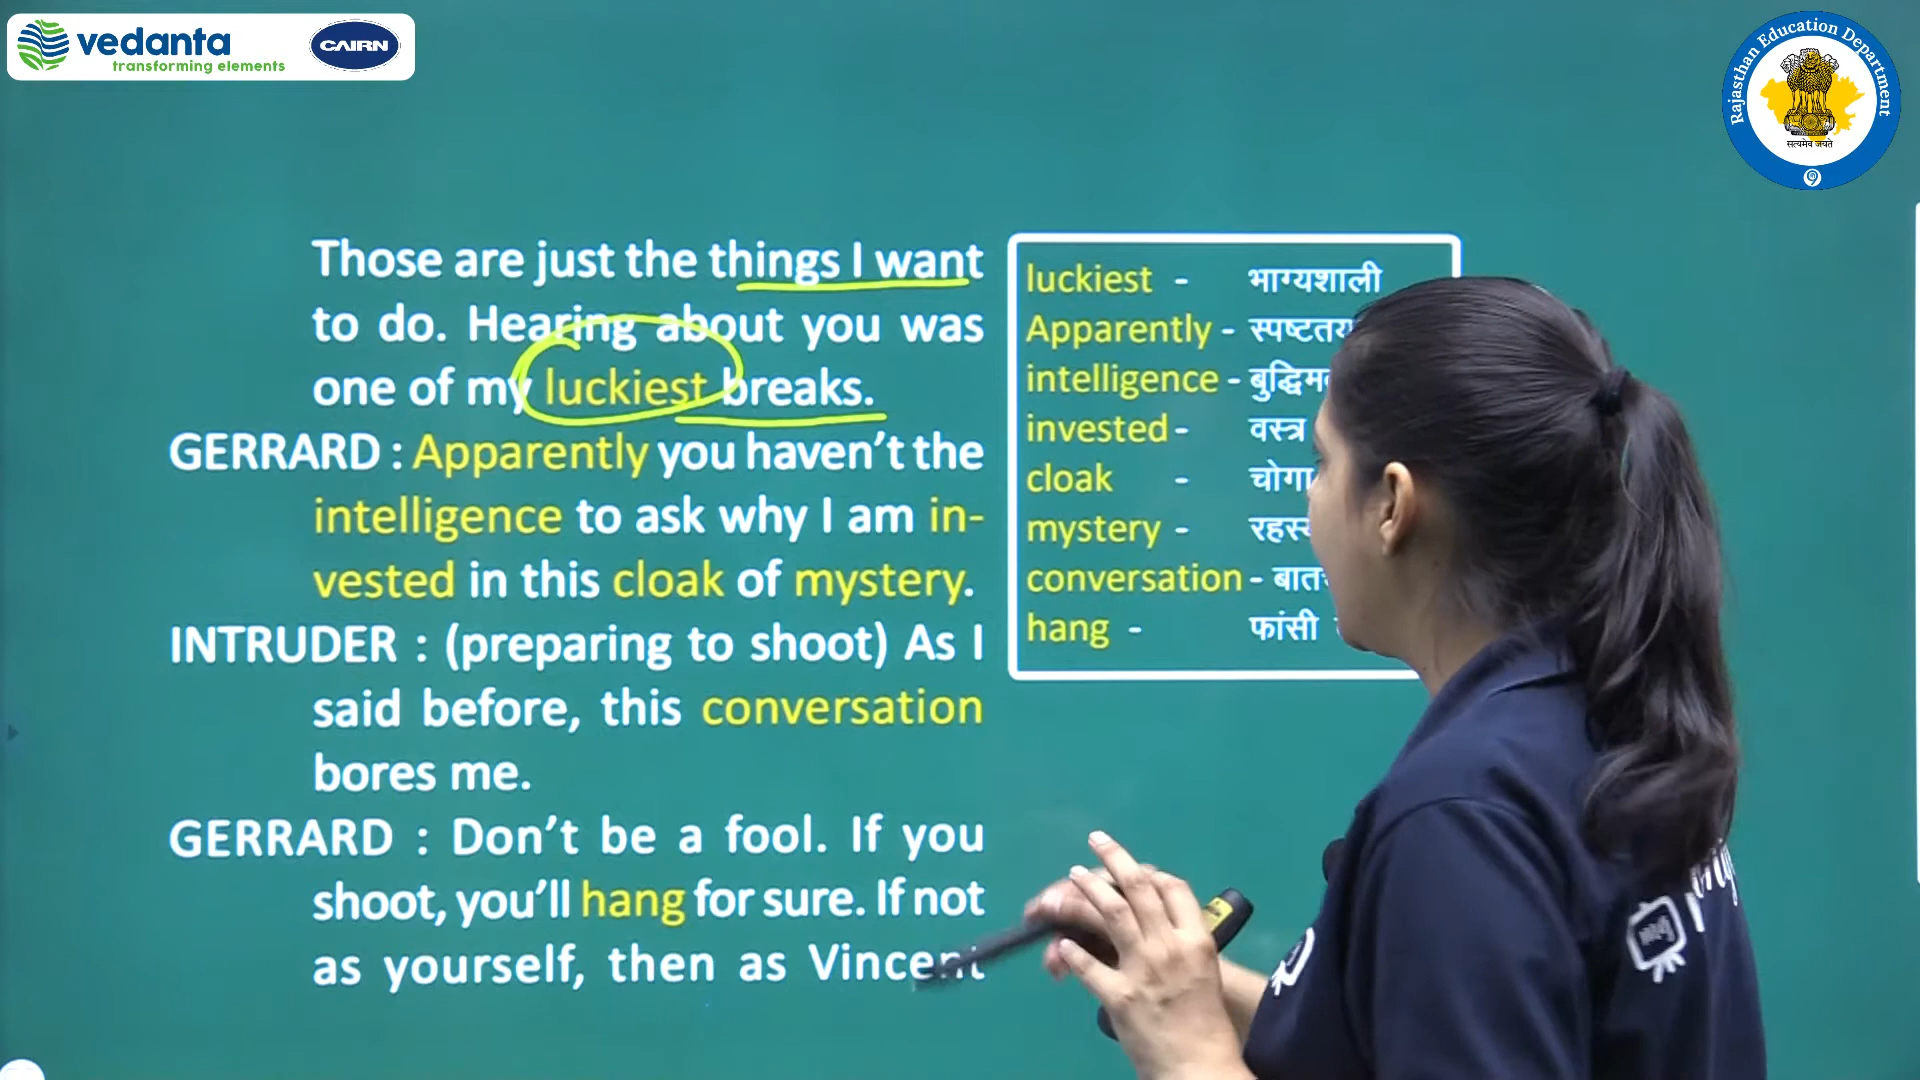 vedanta
transforming elements
CAIRN
Rajasthan Education Department
सत्यमेव जयते
Those are just the things I want
to do. Hearing about you was
one of my luckiest breaks.
GERRARD : Apparently you haven't the
intelligence to ask why I am in-
vested in this cloak of mystery.
INTRUDER : (preparing to shoot) As I
said before, this conversation
bores me.
GERRARD : Don't be a fool. If you
shoot, you'll hang for sure. If not
as yourself, then as Vincent
luckiest - भाग्यशाली
Apparently -
intelligence -
invested - वस्त्र
cloak - चोगा
mystery -
conversation -
hang - फांसी